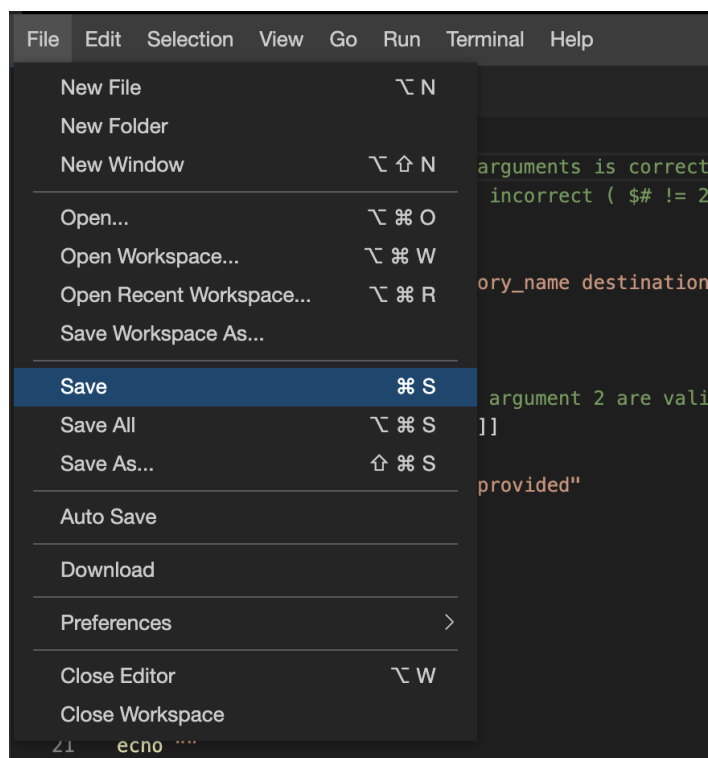 File Edit Selection View Go Run Terminal Help
New File ⌥ N
New Folder
New Window ⌥ ⇧ N
arguments is correct
incorrect ( $# != 2
Open... ⌥ ⌘ O
Open Workspace... ⌥ ⌘ W
ory_name destination
Open Recent Workspace... ⌥ ⌘ R
Save Workspace As...
Save ⌘ S
argument 2 are vali
Save All ⌥ ⌘ S
]]
Save As... ⇧ ⌘ S
provided"
Auto Save
Download
Preferences >
Close Editor ⌥ W
Close Workspace
21 echo ""